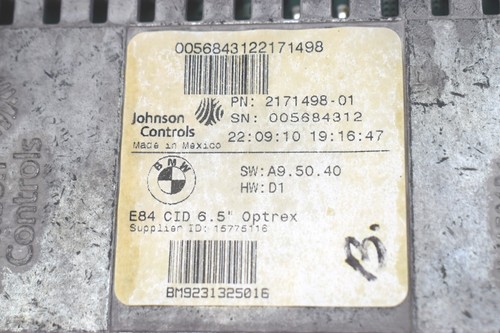 0056843122171498
PN: 2171498-01
SN: 005684312
Johnson
Controls
22:09:10 19:16:47
Made in Mexico
BMW
SW:A9.50.40
HW:D1
E84 CID 6.5" Optrex
Supplier ID: 15775116
B.
BM9231325016
Controls